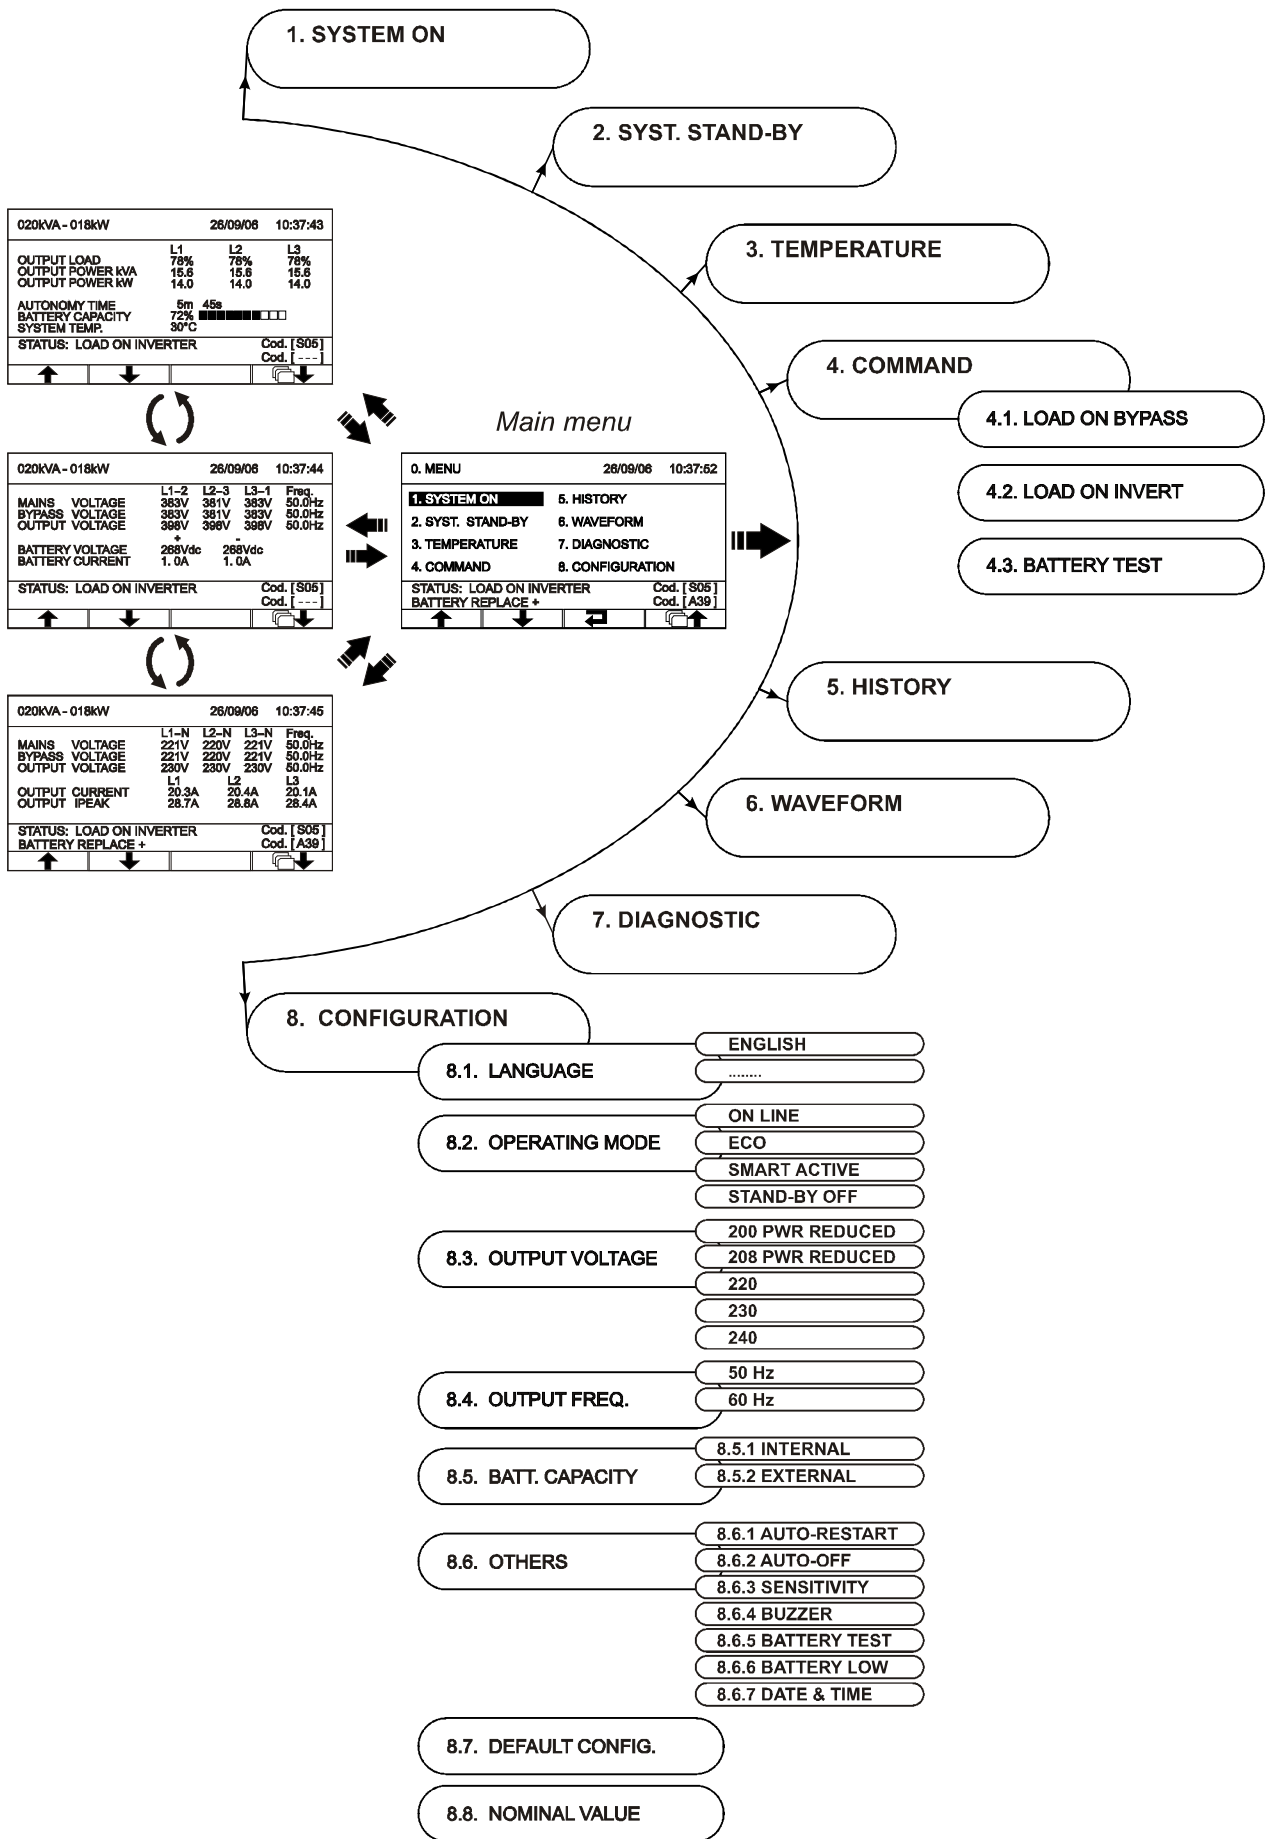 1. SYSTEM ON
2. SYST. STAND-BY
3. TEMPERATURE
4. COMMAND
4.1. LOAD ON BYPASS
4.2. LOAD ON INVERT
4.3. BATTERY TEST
5. HISTORY
6. WAVEFORM
7. DIAGNOSTIC
8. CONFIGURATION
020kVA - 018kW 26/09/06 10:37:43
L1 L2 L3
OUTPUT LOAD 78% 78% 78%
OUTPUT POWER kVA 15.6 15.6 15.6
OUTPUT POWER kW 14.0 14.0 14.0
AUTONOMY TIME 5m 45s
BATTERY CAPACITY 72%
SYSTEM TEMP. 30°C
STATUS: LOAD ON INVERTER Cod. [S05]
Cod. [---]
020kVA - 018kW 26/09/06 10:37:44
L1-2 L2-3 L3-1 Freq.
MAINS VOLTAGE 383V 381V 383V 50.0Hz
BYPASS VOLTAGE 383V 381V 383V 50.0Hz
OUTPUT VOLTAGE 398V 398V 398V 50.0Hz
+ -
BATTERY VOLTAGE 268Vdc 268Vdc
BATTERY CURRENT 1. 0A 1. 0A
STATUS: LOAD ON INVERTER Cod. [S05]
Cod. [---]
020kVA - 018kW 26/09/06 10:37:45
L1-N L2-N L3-N Freq.
MAINS VOLTAGE 221V 220V 221V 50.0Hz
BYPASS VOLTAGE 221V 220V 221V 50.0Hz
OUTPUT VOLTAGE 230V 230V 230V 50.0Hz
L1 L2 L3
OUTPUT CURRENT 20.3A 20.4A 20.1A
OUTPUT IPEAK 28.7A 28.8A 28.4A
STATUS: LOAD ON INVERTER Cod. [S05]
BATTERY REPLACE + Cod. [A39]
Main menu
0. MENU 26/09/06 10:37:52
1. SYSTEM ON 5. HISTORY
2. SYST. STAND-BY 6. WAVEFORM
3. TEMPERATURE 7. DIAGNOSTIC
4. COMMAND 8. CONFIGURATION
STATUS: LOAD ON INVERTER Cod. [S05]
BATTERY REPLACE + Cod. [A39]
8.1. LANGUAGE
ENGLISH
........
8.2. OPERATING MODE
ON LINE
ECO
SMART ACTIVE
STAND-BY OFF
8.3. OUTPUT VOLTAGE
200 PWR REDUCED
208 PWR REDUCED
220
230
240
8.4. OUTPUT FREQ.
50 Hz
60 Hz
8.5. BATT. CAPACITY
8.5.1 INTERNAL
8.5.2 EXTERNAL
8.6. OTHERS
8.6.1 AUTO-RESTART
8.6.2 AUTO-OFF
8.6.3 SENSITIVITY
8.6.4 BUZZER
8.6.5 BATTERY TEST
8.6.6 BATTERY LOW
8.6.7 DATE & TIME
8.7. DEFAULT CONFIG.
8.8. NOMINAL VALUE